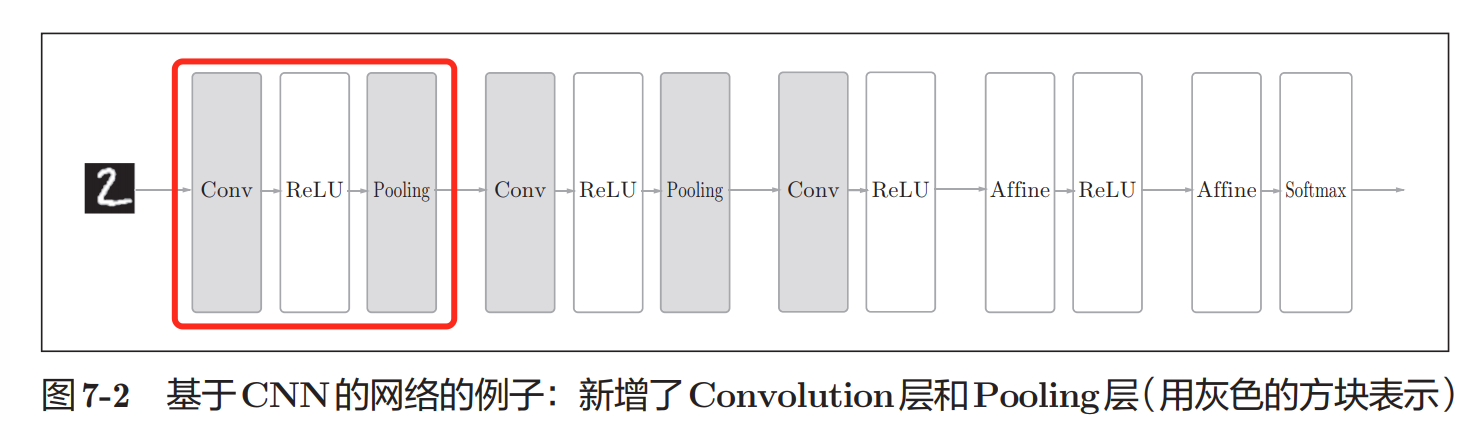 2
Conv ReLU Pooling Conv ReLU Pooling Conv ReLU Affine ReLU Affine Softmax
图7-2 基于CNN的网络的例子：新增了Convolution层和Pooling层（用灰色的方块表示）